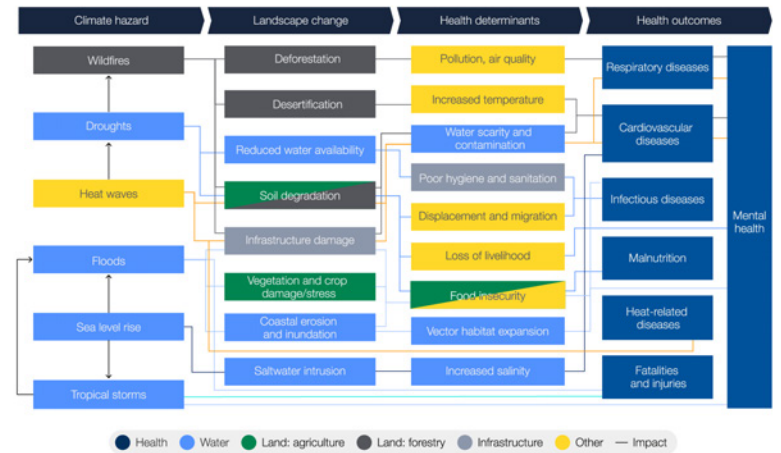 Climate hazard
Landscape change
Health determinants
Health outcomes
Wildfires
Droughts
Heat waves
Floods
Sea level rise
Tropical storms
Deforestation
Desertification
Reduced water availability
Soil degradation
Infrastructure damage
Vegetation and crop
damage/stress
Coastal erosion
and inundation
Saltwater intrusion
Pollution, air quality
Increased temperature
Water scarity and
contamination
Poor hygiene and sanitation
Displacement and migration
Loss of livelihood
Food insecurity
Vector habitat expansion
Increased salinity
Respiratory diseases
Cardiovascular
diseases
Infectious diseases
Malnutrition
Heat-related
diseases
Fatalities
and injuries
Mental
health
Health
Water
Land: agriculture
Land: forestry
Infrastructure
Other
Impact